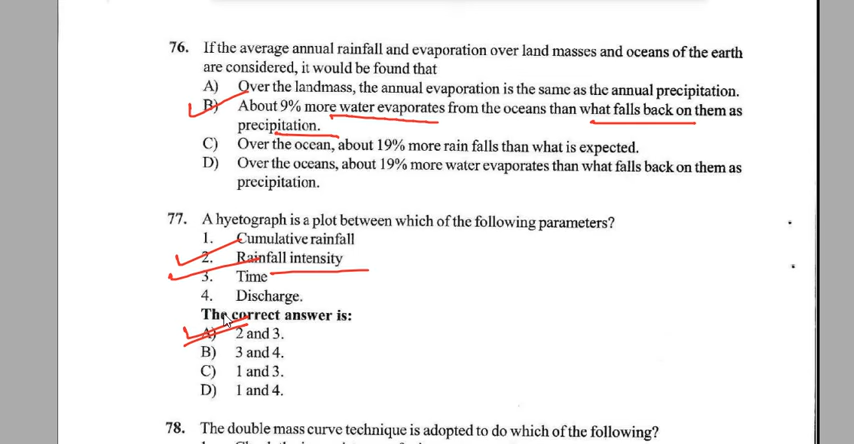 76. If the average annual rainfall and evaporation over land masses and oceans of the earth
are considered, it would be found that
A) Over the landmass, the annual evaporation is the same as the annual precipitation.
B) About 9% more water evaporates from the oceans than what falls back on them as
precipitation.
C) Over the ocean, about 19% more rain falls than what is expected.
D) Over the oceans, about 19% more water evaporates than what falls back on them as
precipitation.
77. A hyetograph is a plot between which of the following parameters?
1. Cumulative rainfall
2. Rainfall intensity
3. Time
4. Discharge.
The correct answer is:
A) 2 and 3.
B) 3 and 4.
C) 1 and 3.
D) 1 and 4.
78. The double mass curve technique is adopted to do which of the following?